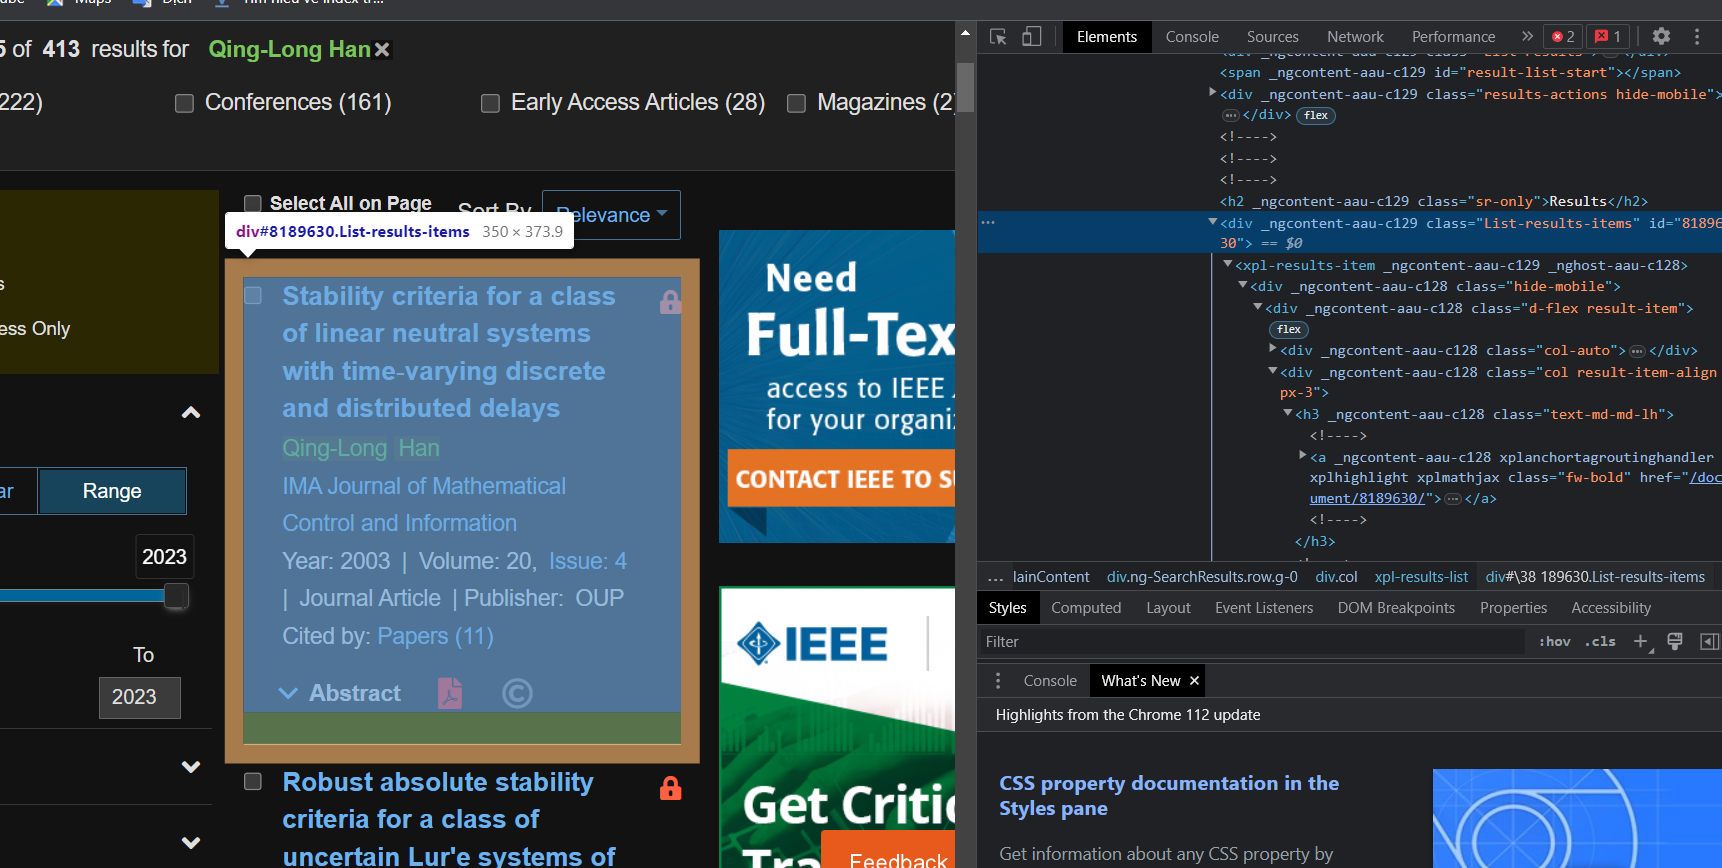 Maps
Dịch
5 of 413 results for Qing-Long Han
222)
Conferences (161)
Early Access Articles (28)
Magazines (2)
Select All on Page
Sort By
Relevance
div#8189630.List-results-items 350 × 373.9
s
ess Only
ar
Range
2023
To
2023
Stability criteria for a class
of linear neutral systems
with time-varying discrete
and distributed delays
Qing-Long Han
IMA Journal of Mathematical
Control and Information
Year: 2003 | Volume: 20, Issue: 4
| Journal Article | Publisher: OUP
Cited by: Papers (11)
Abstract
©
Robust absolute stability
criteria for a class of
uncertain Lur'e systems of
Need
Full-Tex
access to IEEE
for your organiz
CONTACT IEEE TO SU
IEEE
Get Critic
Tra
Feedback
Elements
Console
Sources
Network
Performance
»
2
1
<span _ngcontent-aau-c129 id="result-list-start"></span>
<div _ngcontent-aau-c129 class="results-actions hide-mobile">
…</div> flex
<!---->
<!---->
<!---->
<h2 _ngcontent-aau-c129 class="sr-only">Results</h2>
<div _ngcontent-aau-c129 class="List-results-items" id="81896
30"> == $0
<xpl-results-item _ngcontent-aau-c129 _nghost-aau-c128>
<div _ngcontent-aau-c128 class="hide-mobile">
<div _ngcontent-aau-c128 class="d-flex result-item">
flex
<div _ngcontent-aau-c128 class="col-auto">…</div>
<div _ngcontent-aau-c128 class="col result-item-align
px-3">
<h3 _ngcontent-aau-c128 class="text-md-md-lh">
<!---->
<a _ngcontent-aau-c128 xplanchortagroutinghandler
xplhighlight xplmathjax class="fw-bold" href="/doc
ument/8189630/">…</a>
<!---->
</h3>
… lainContent div.ng-SearchResults.row.g-0 div.col xpl-results-list div#\38 189630.List-results-items
Styles
Computed
Layout
Event Listeners
DOM Breakpoints
Properties
Accessibility
Filter
:hov .cls +
Console
What's New ×
Highlights from the Chrome 112 update
CSS property documentation in the
Styles pane
Get information about any CSS property by